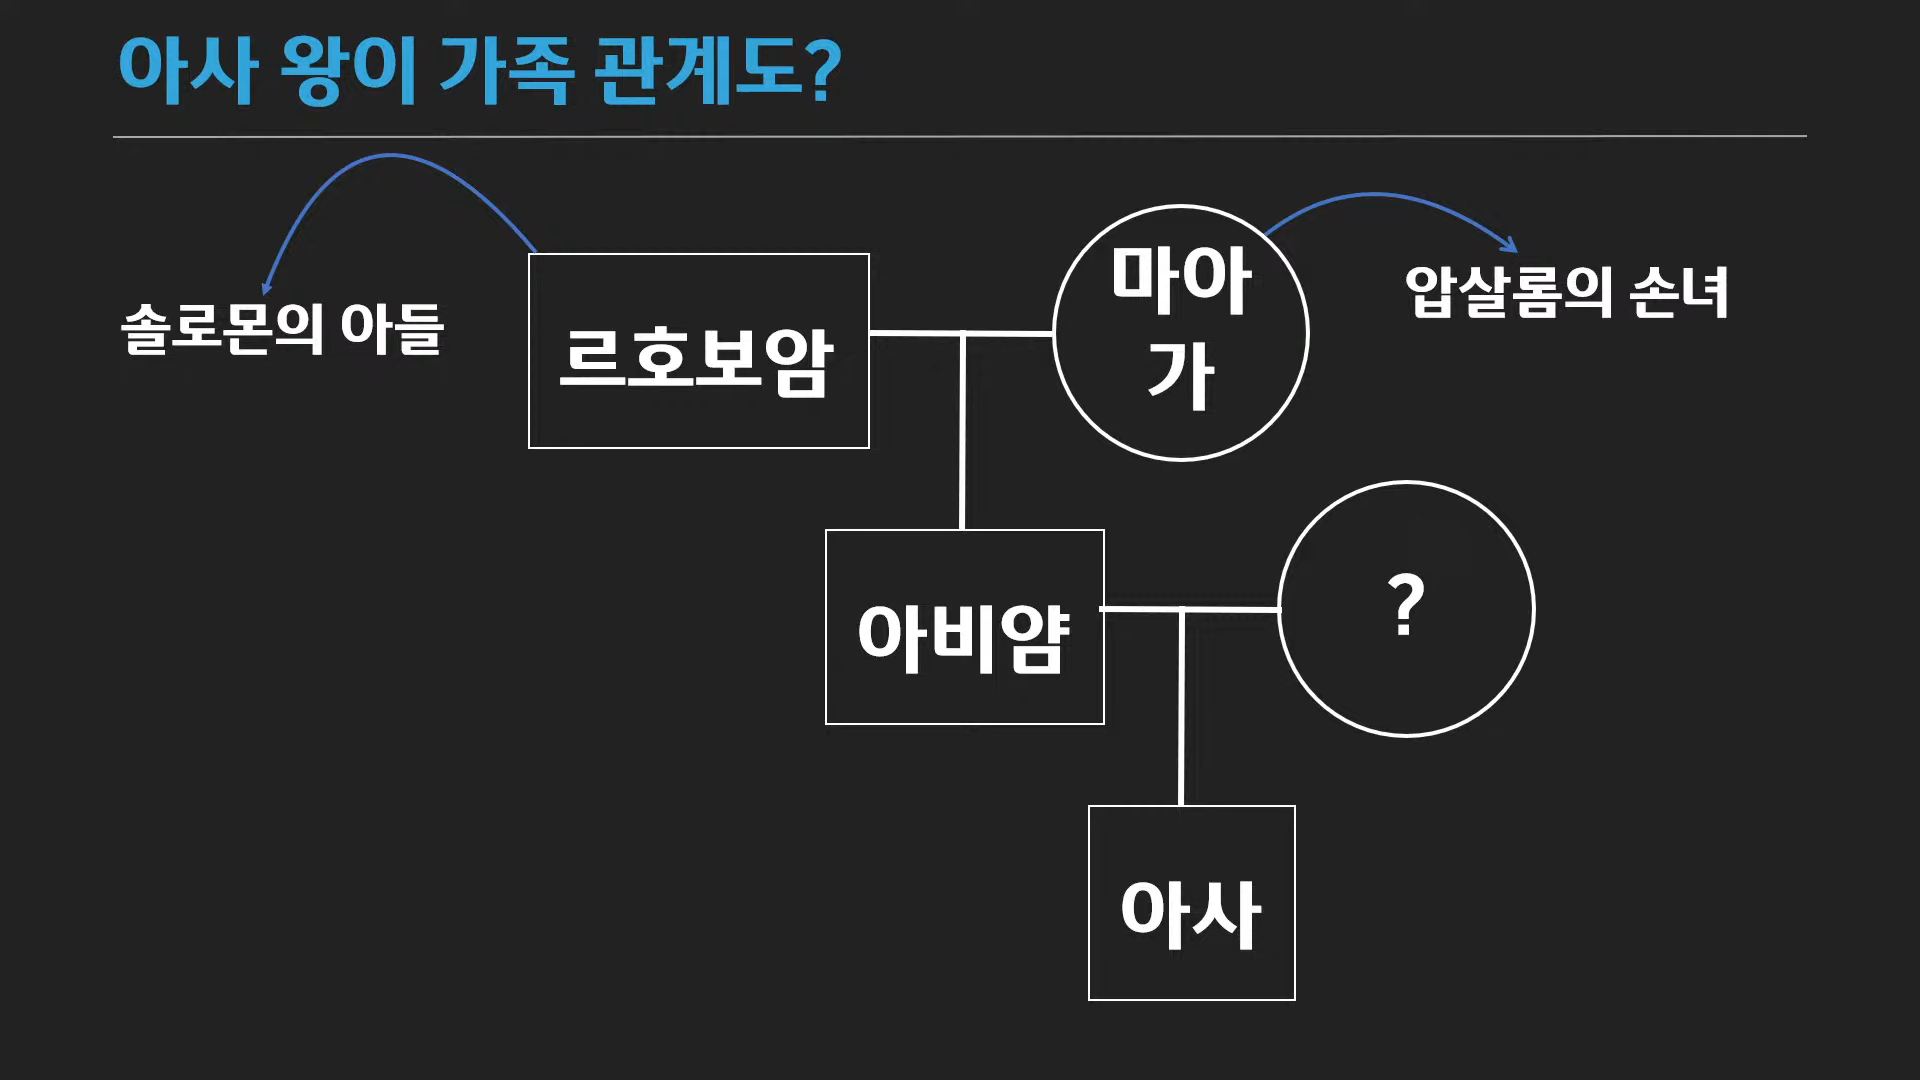 아사 왕이 가족 관계도?
솔로몬의 아들
르호보암
마아
가
압살롬의 손녀
아비얌
?
아사